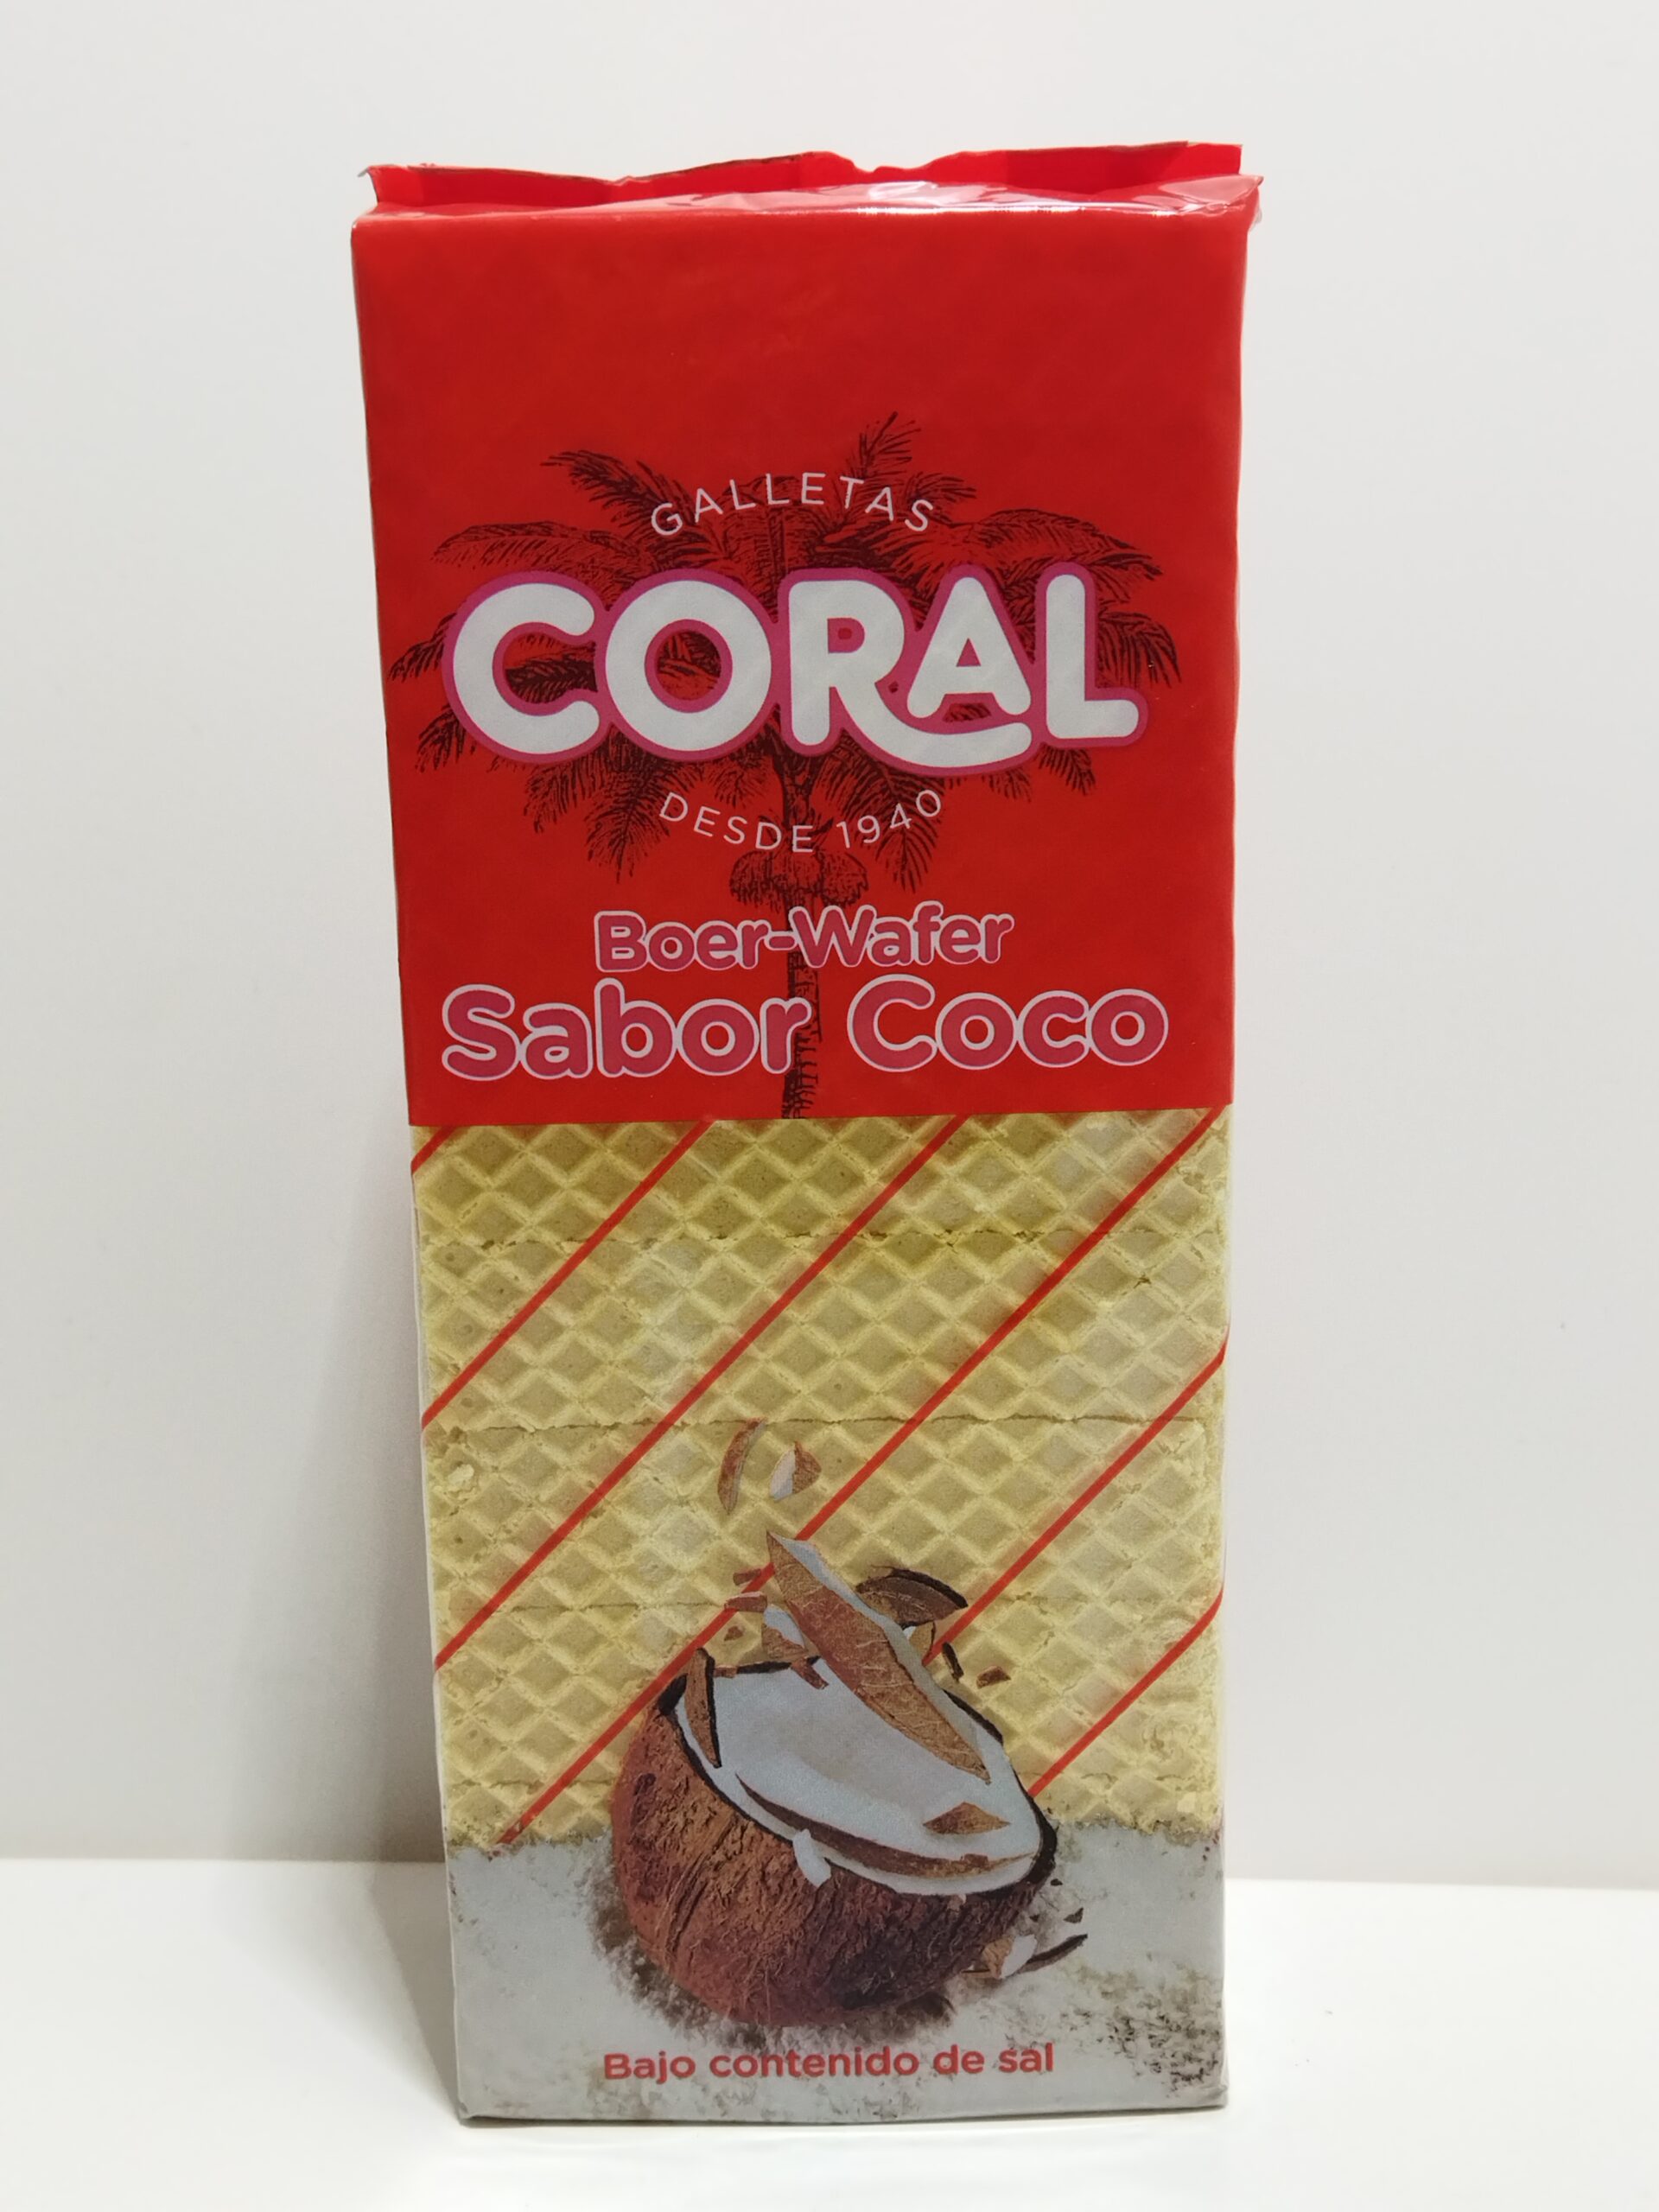 GALLETAS
CORAL
DESDE 1940
Boer-Wafer
Sabor Coco
Bajo contenido de sal